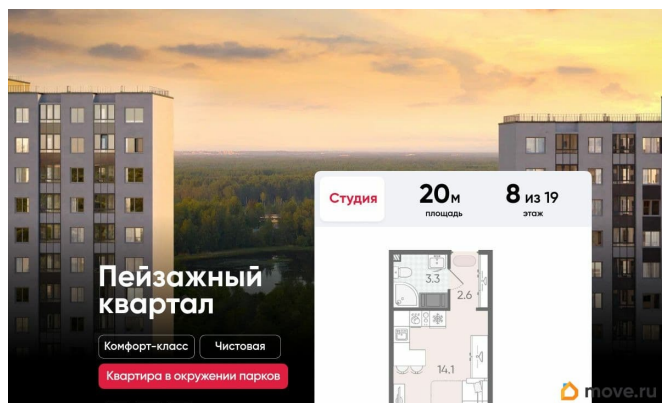 Студия
20м
площадь
8 из 19
этаж
Пейзажный
квартал
Комфорт-класс
Чистовая
Квартира в окружении парков
3.3
2.6
14.1
move.ru